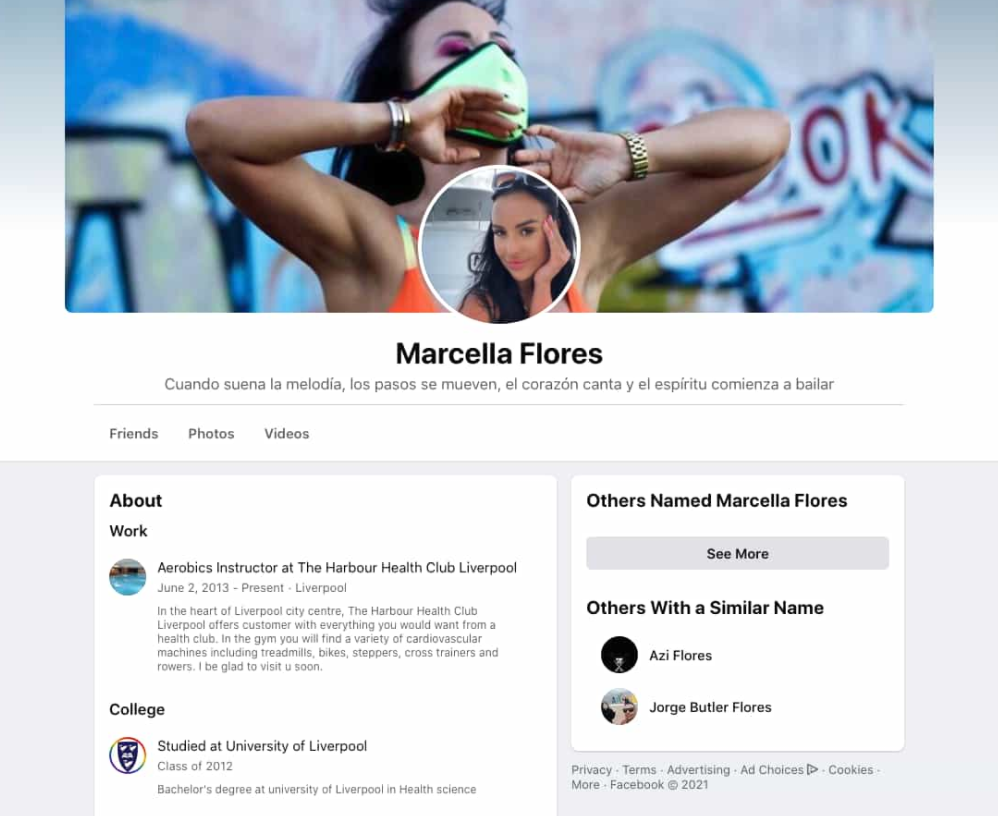 OK
Marcella Flores
Cuando suena la melodía, los pasos se mueven, el corazón canta y el espíritu comienza a bailar
Friends Photos Videos
About
Work
Aerobics Instructor at The Harbour Health Club Liverpool
June 2, 2013 - Present · Liverpool
In the heart of Liverpool city centre, The Harbour Health Club
Liverpool offers customer with everything you would want from a
health club. In the gym you will find a variety of cardiovascular
machines including treadmills, bikes, steppers, cross trainers and
rowers. I be glad to visit u soon.
College
Studied at University of Liverpool
Class of 2012
Bachelor's degree at university of Liverpool in Health science
Others Named Marcella Flores
See More
Others With a Similar Name
Azi Flores
Jorge Butler Flores
Privacy · Terms · Advertising · Ad Choices · Cookies ·
More · Facebook © 2021